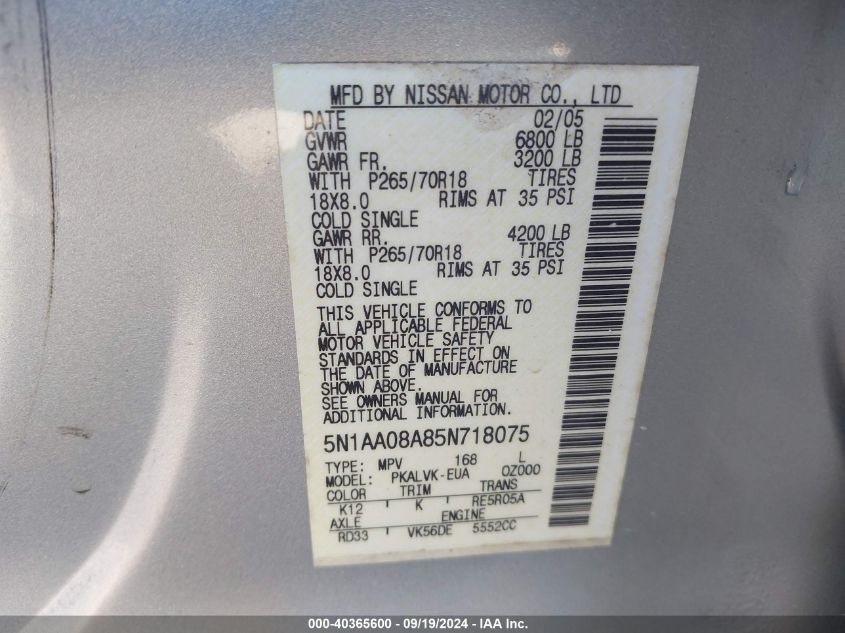 MFD BY NISSAN MOTOR CO., LTD
DATE 02/05
GVWR 6800 LB
GAWR FR. 3200 LB
WITH P265/70R18 TIRES
18X8.0 RIMS AT 35 PSI
COLD SINGLE
GAWR RR. 4200 LB
WITH P265/70R18 TIRES
18X8.0 RIMS AT 35 PSI
COLD SINGLE
THIS VEHICLE CONFORMS TO
ALL APPLICABLE FEDERAL
MOTOR VEHICLE SAFETY
STANDARDS IN EFFECT ON
THE DATE OF MANUFACTURE
SHOWN ABOVE.
SEE OWNERS MANUAL FOR
ADDITIONAL INFORMATION.
5N1AA08A85N718075
TYPE: MPV 168 L
MODEL: PKALVK-EUA 0Z000
COLOR TRIM TRANS
K12 K RE5R05A
AXLE ENGINE
RD33 VK56DE 5552CC
000-40365600 - 09/19/2024 - IAA Inc.